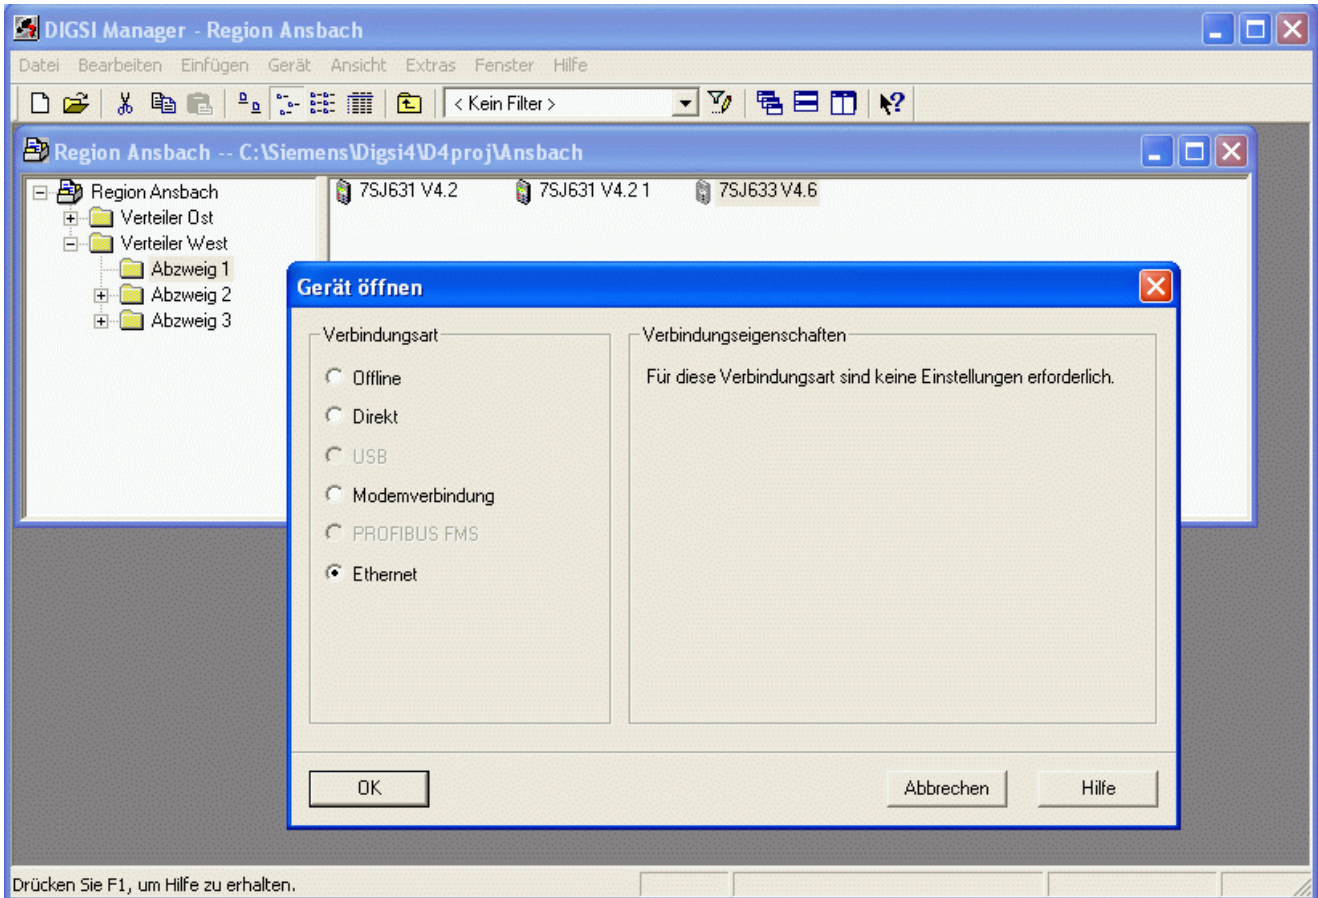 DIGSI Manager - Region Ansbach
Datei Bearbeiten Einfügen Gerät Ansicht Extras Fenster Hilfe
< Kein Filter >
Region Ansbach -- C:\Siemens\Digsi4\D4proj\Ansbach
Region Ansbach
Verteiler Ost
Verteiler West
Abzweig 1
Abzweig 2
Abzweig 3
7SJ631 V4.2 7SJ631 V4.2 1 7SJ633 V4.6
Gerät öffnen
Verbindungsart
Offline
Direkt
USB
Modemverbindung
PROFIBUS FMS
Ethernet
Verbindungseigenschaften
Für diese Verbindungsart sind keine Einstellungen erforderlich.
OK Abbrechen Hilfe
Drücken Sie F1, um Hilfe zu erhalten.